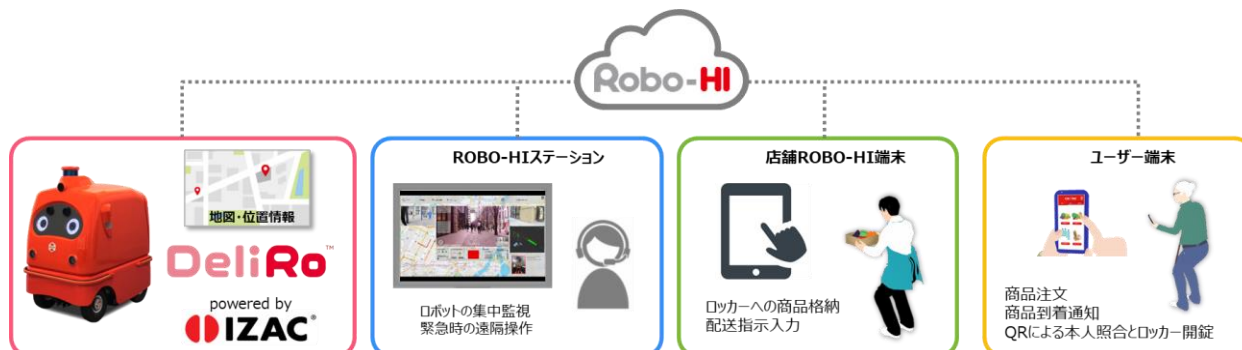 Robo-HI
地図・位置情報
DeliRo™
powered by
IZAC®
ROBO-HIステーション
ロボットの集中監視
緊急時の遠隔操作
店舗ROBO-HI端末
ロッカーへの商品格納
配送指示入力
ユーザー端末
商品注文
商品到着通知
QRによる本人照合とロッカー開錠